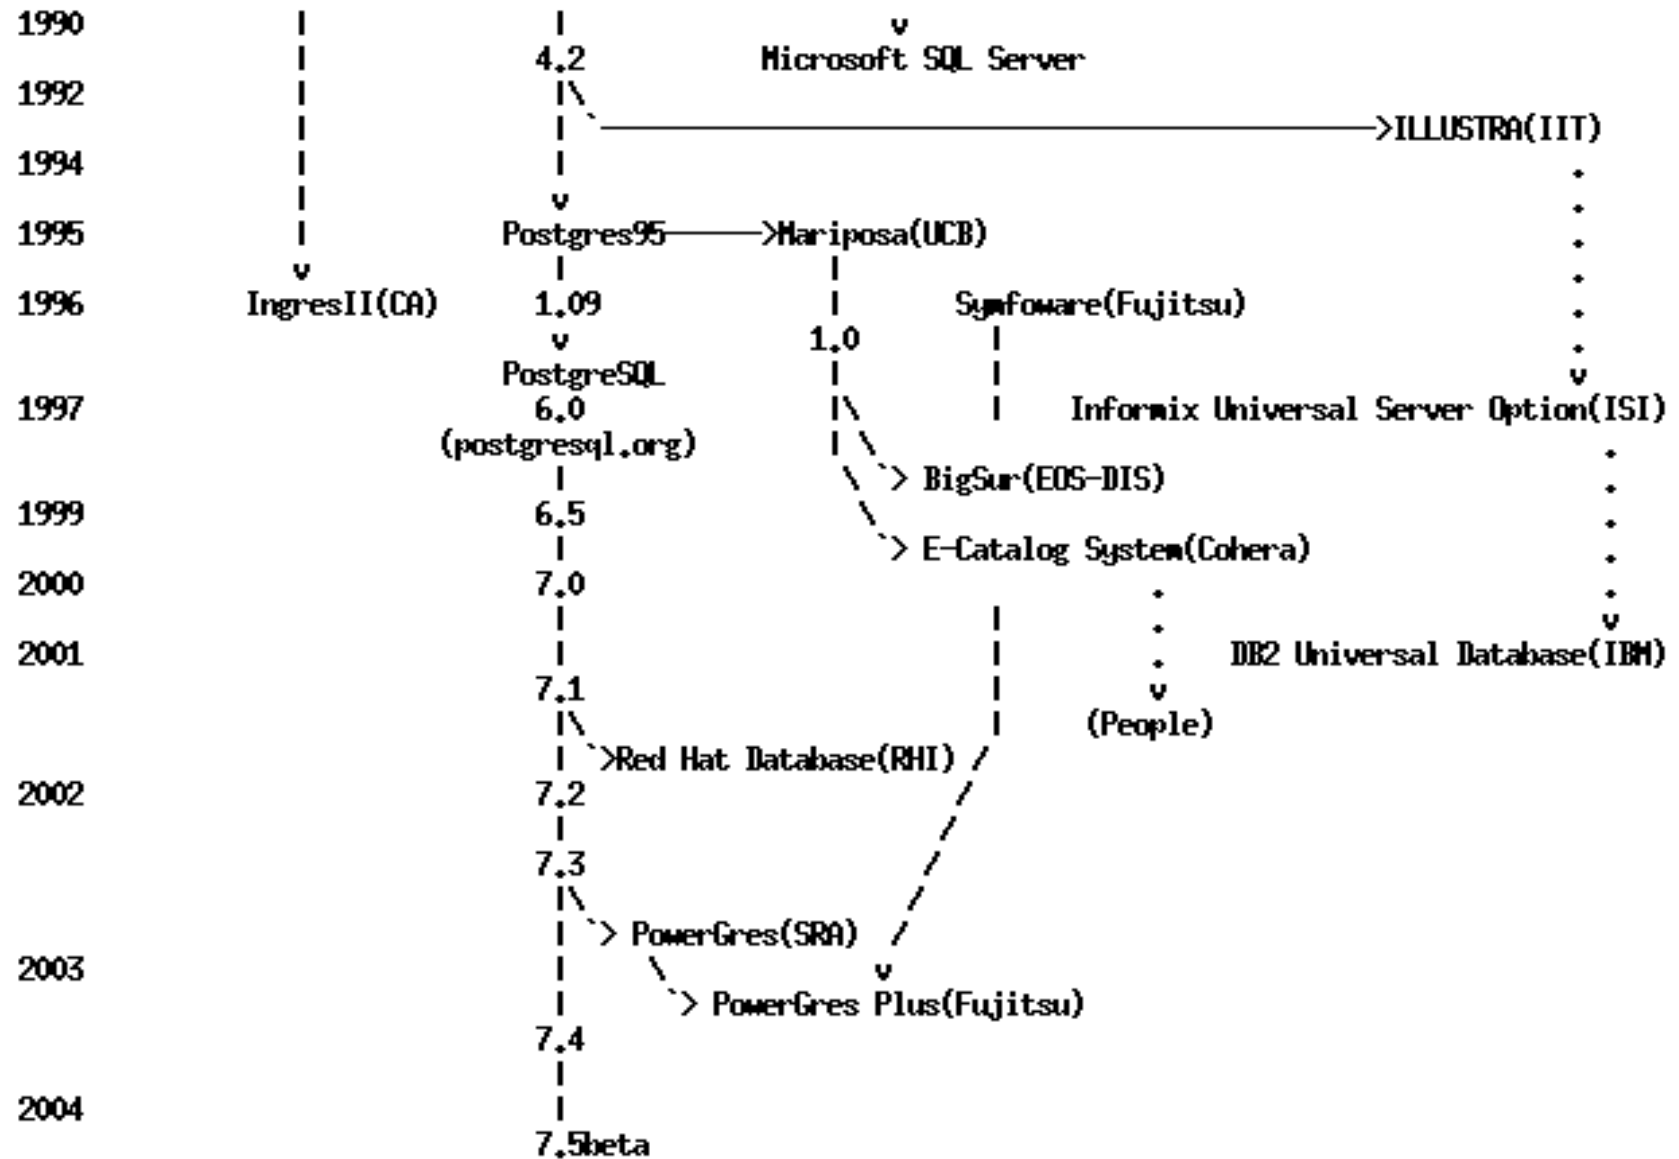 1990
4.2 Microsoft SQL Server
1992
ILLUSTRA(IIT)
1994
1995 Postgres95 Mariposa(UCB)
1996 IngresII(CA) 1.09 Symfoware(Fujitsu)
1.0
PostgreSQL
1997 6.0 Informix Universal Server Option(ISI)
(postgresql.org)
BigSur(EOS-DIS)
1999 6.5
E-Catalog System(Cohera)
2000 7.0
2001 DB2 Universal Database(IBM)
7.1
(People)
Red Hat Database(RHI)
2002 7.2
7.3
PowerGres(SRA)
2003
PowerGres Plus(Fujitsu)
7.4
2004
7.5beta